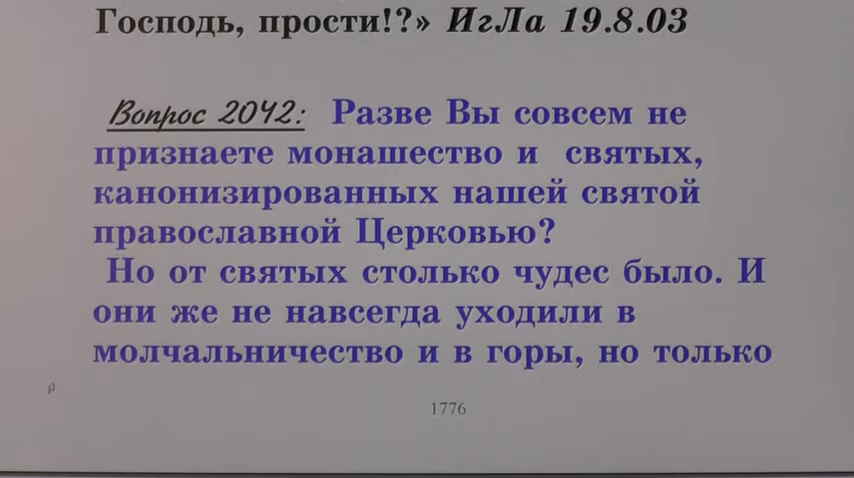 Господь, прости!?» ИгЛа 19.8.03
Вопрос 2042: Разве Вы совсем не
признаете монашество и святых,
канонизированных нашей святой
православной Церковью?
Но от святых столько чудес было. И
они же не навсегда уходили в
молчальничество и в горы, но только
1776